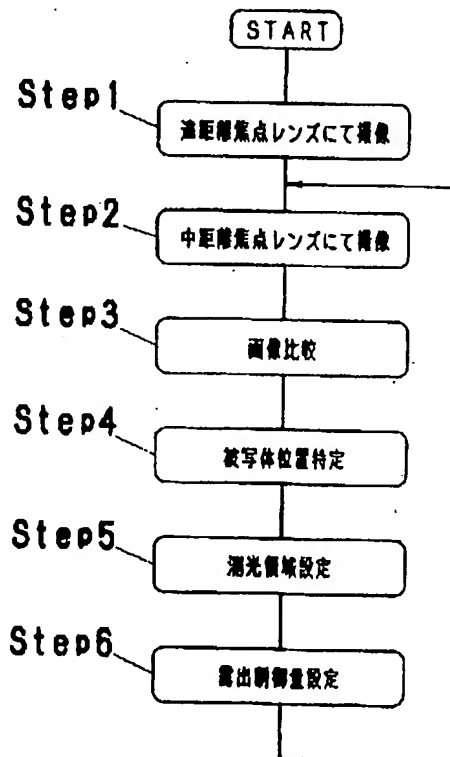 START
Step1
遠距離焦点レンズにて撮像
Step2
中距離焦点レンズにて撮像
Step3
画像比較
Step4
被写体位置特定
Step5
測光領域設定
Step6
露出制御量設定